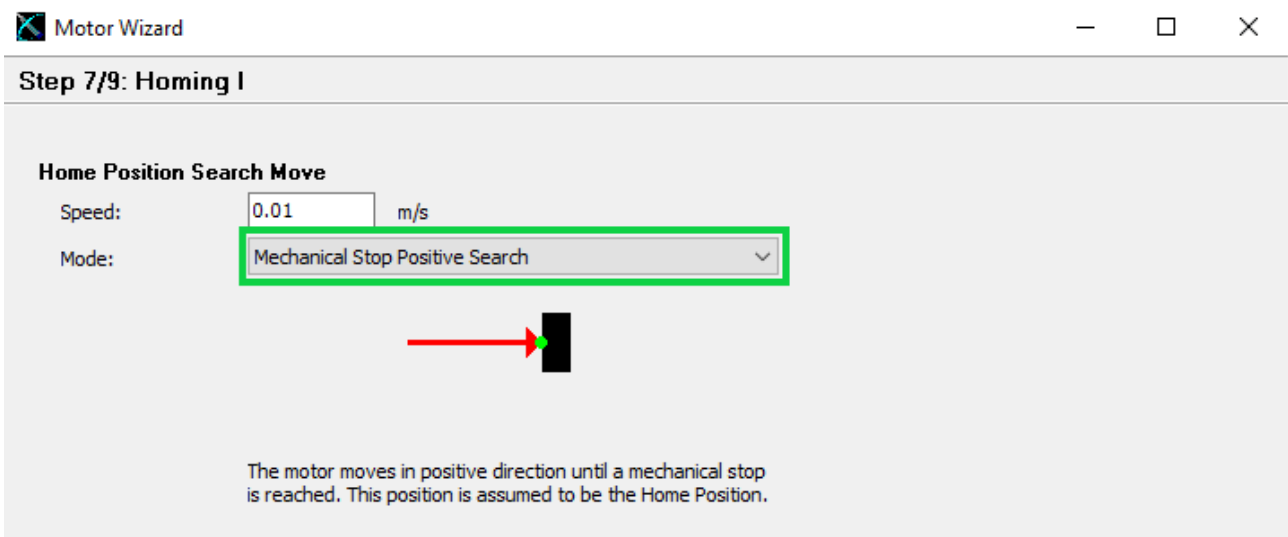 Motor Wizard
Step 7/9: Homing I
Home Position Search Move
Speed: 0.01 m/s
Mode: Mechanical Stop Positive Search
The motor moves in positive direction until a mechanical stop
is reached. This position is assumed to be the Home Position.